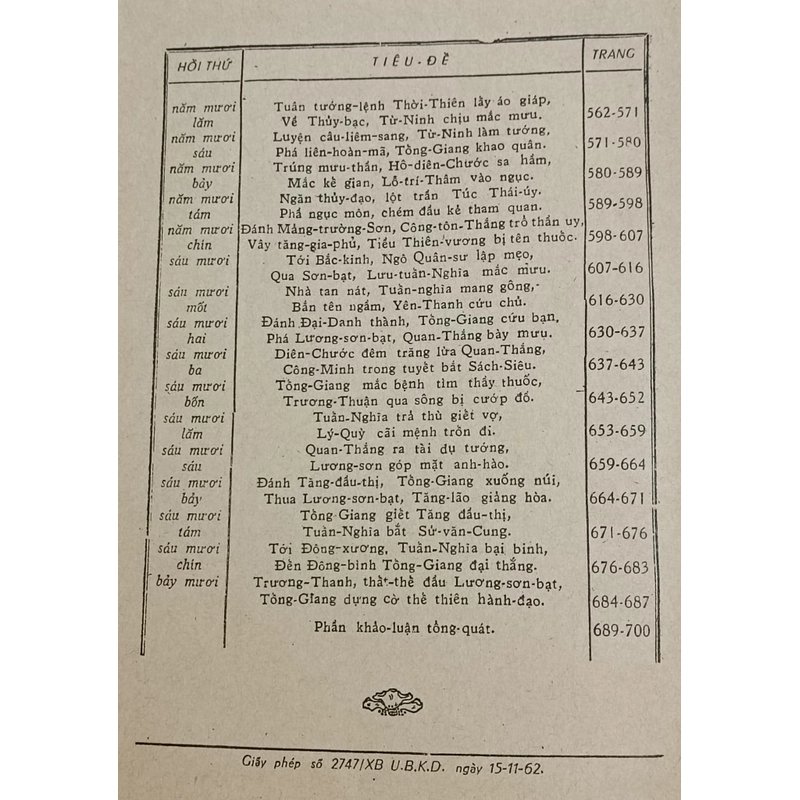 HỒI THỨ TIÊU-ĐỀ TRANG
năm mươi Tuân tướng-lệnh Thời-Thiên lấy áo giáp,
lăm Về Thủy-bạc, Từ-Ninh chịu mắc mưu. 562-571
năm mươi Luyện câu-liêm-sang, Từ-Ninh làm tướng,
sáu Phá liên-hoàn-mã, Tống-Giang khao quân. 571-580
năm mươi Trúng mưu-thần, Hô-diên-Chước sa hầm,
bảy Mắc kế gian, Lỗ-trí-Thâm vào ngục. 580-589
năm mươi Ngăn thủy-đạo, lột trần Túc Thái-úy.
tám Phá ngục môn, chém đầu kẻ tham quan. 589-598
năm mươi Đánh Mảng-trường-Sơn, Công-tôn-Thắng trổ thần uy,
chín Vây tăng-gia-phủ, Tiều Thiên-vương bị tên thuốc. 598-607
sáu mươi Tới Bắc-kinh, Ngô Quân-sư lập mẹo,
Qua Sơn-bạt, Lưu-tuần-Nghĩa mắc mưu. 607-616
sáu mươi Nhà tan nát, Tuần-nghĩa mang gông,
mốt Bắn tên ngầm, Yên-Thanh cứu chủ. 616-630
sáu mươi Đánh Đại-Danh thành, Tống-Giang cứu bạn,
hai Phá Lương-sơn-bạt, Quan-Thắng bày mưu. 630-637
sáu mươi Diên-Chước đêm trăng lừa Quan-Thắng,
ba Công-Minh trong tuyết bắt Sách-Siêu. 637-643
sáu mươi Tống-Giang mắc bệnh tìm thầy thuốc,
bốn Trương-Thuận qua sông bị cướp đồ. 643-652
sáu mươi Tuần-Nghĩa trả thù giết vợ,
lăm Lý-Quỳ cãi mệnh trốn đi. 653-659
sáu mươi Quan-Thắng ra tài dụ tướng,
sáu Lương-sơn góp mặt anh-hào. 659-664
sáu mươi Đánh Tăng-đầu-thị, Tống-Giang xuống núi,
bảy Thua Lương-sơn-bạt, Tăng-lão giảng hòa. 664-671
sáu mươi Tống-Giang giết Tăng đầu-thị,
tám Tuần-Nghĩa bắt Sử-văn-Cung. 671-676
sáu mươi Tới Đông-xương, Tuần-Nghĩa bại binh,
chín Đến Đông-bình Tống-Giang đại thắng. 676-683
bảy mươi Trương-Thanh, thất-thế đầu Lương-sơn-bạt,
Tống-Giang dựng cờ thế thiên hành-đạo. 684-687
Phần khảo-luận tổng-quát. 689-700
Giấy phép số 2747/XB U.B.K.D. ngày 15-11-62.